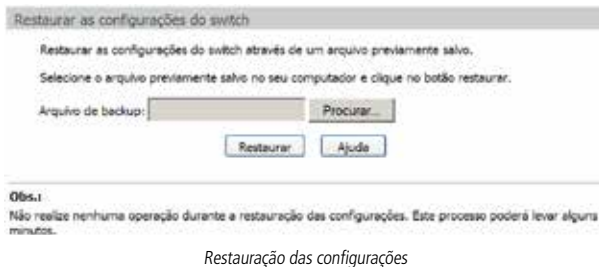 Restaurar as configurações do switch
Restaurar as configurações do switch através de um arquivo previamente salvo.
Selecione o arquivo previamente salvo no seu computador e clique no botão restaurar.
Arquivo de backup: Procurar...
Restaurar Ajuda
Obs.:
Não realize nenhuma operação durante a restauração das configurações. Este processo poderá levar alguns
minutos.
Restauração das configurações